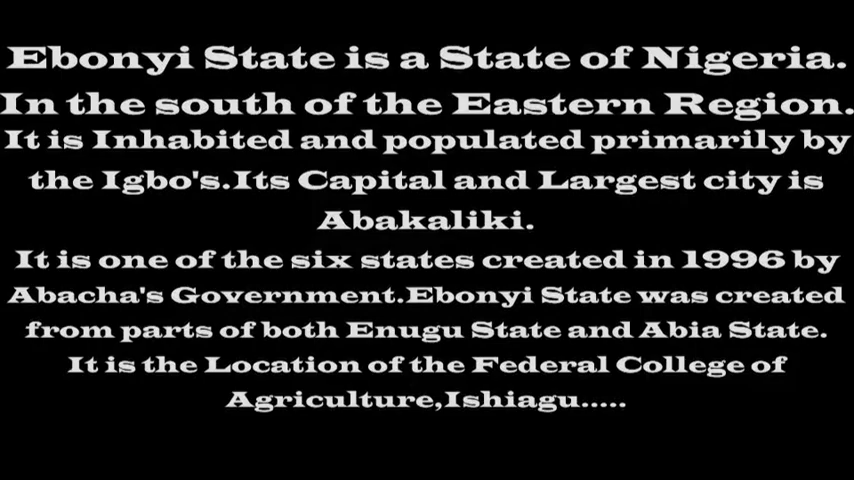 Ebonyi State is a State of Nigeria.
In the south of the Eastern Region.
It is Inhabited and populated primarily by
the Igbo's.Its Capital and Largest city is
Abakaliki.
It is one of the six states created in 1996 by
Abacha's Government.Ebonyi State was created
from parts of both Enugu State and Abia State.
It is the Location of the Federal College of
Agriculture,Ishiagu.....